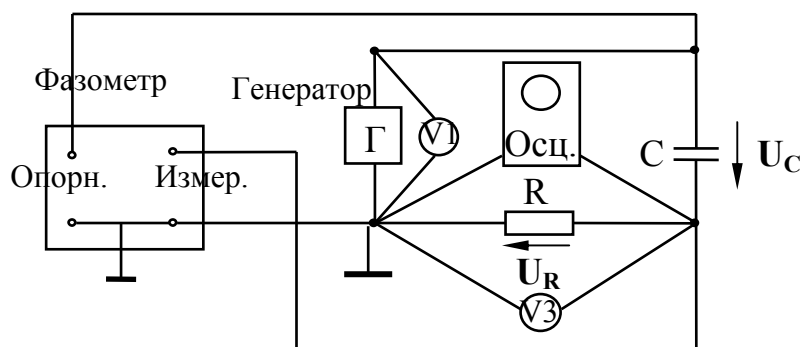 Фазометр
Генератор
Г
V1
Осц.
C
U_C
Опорн.
Измер.
R
U_R
V3